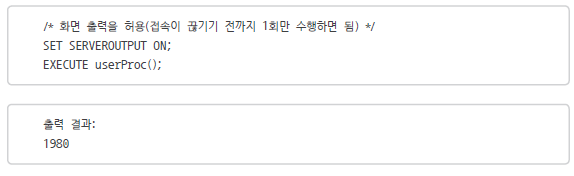 /* 화면 출력을 허용(접속이 끊기기 전까지 1회만 수행하면 됨) */
SET SERVEROUTPUT ON;
EXECUTE userProc();
출력 결과:
1980